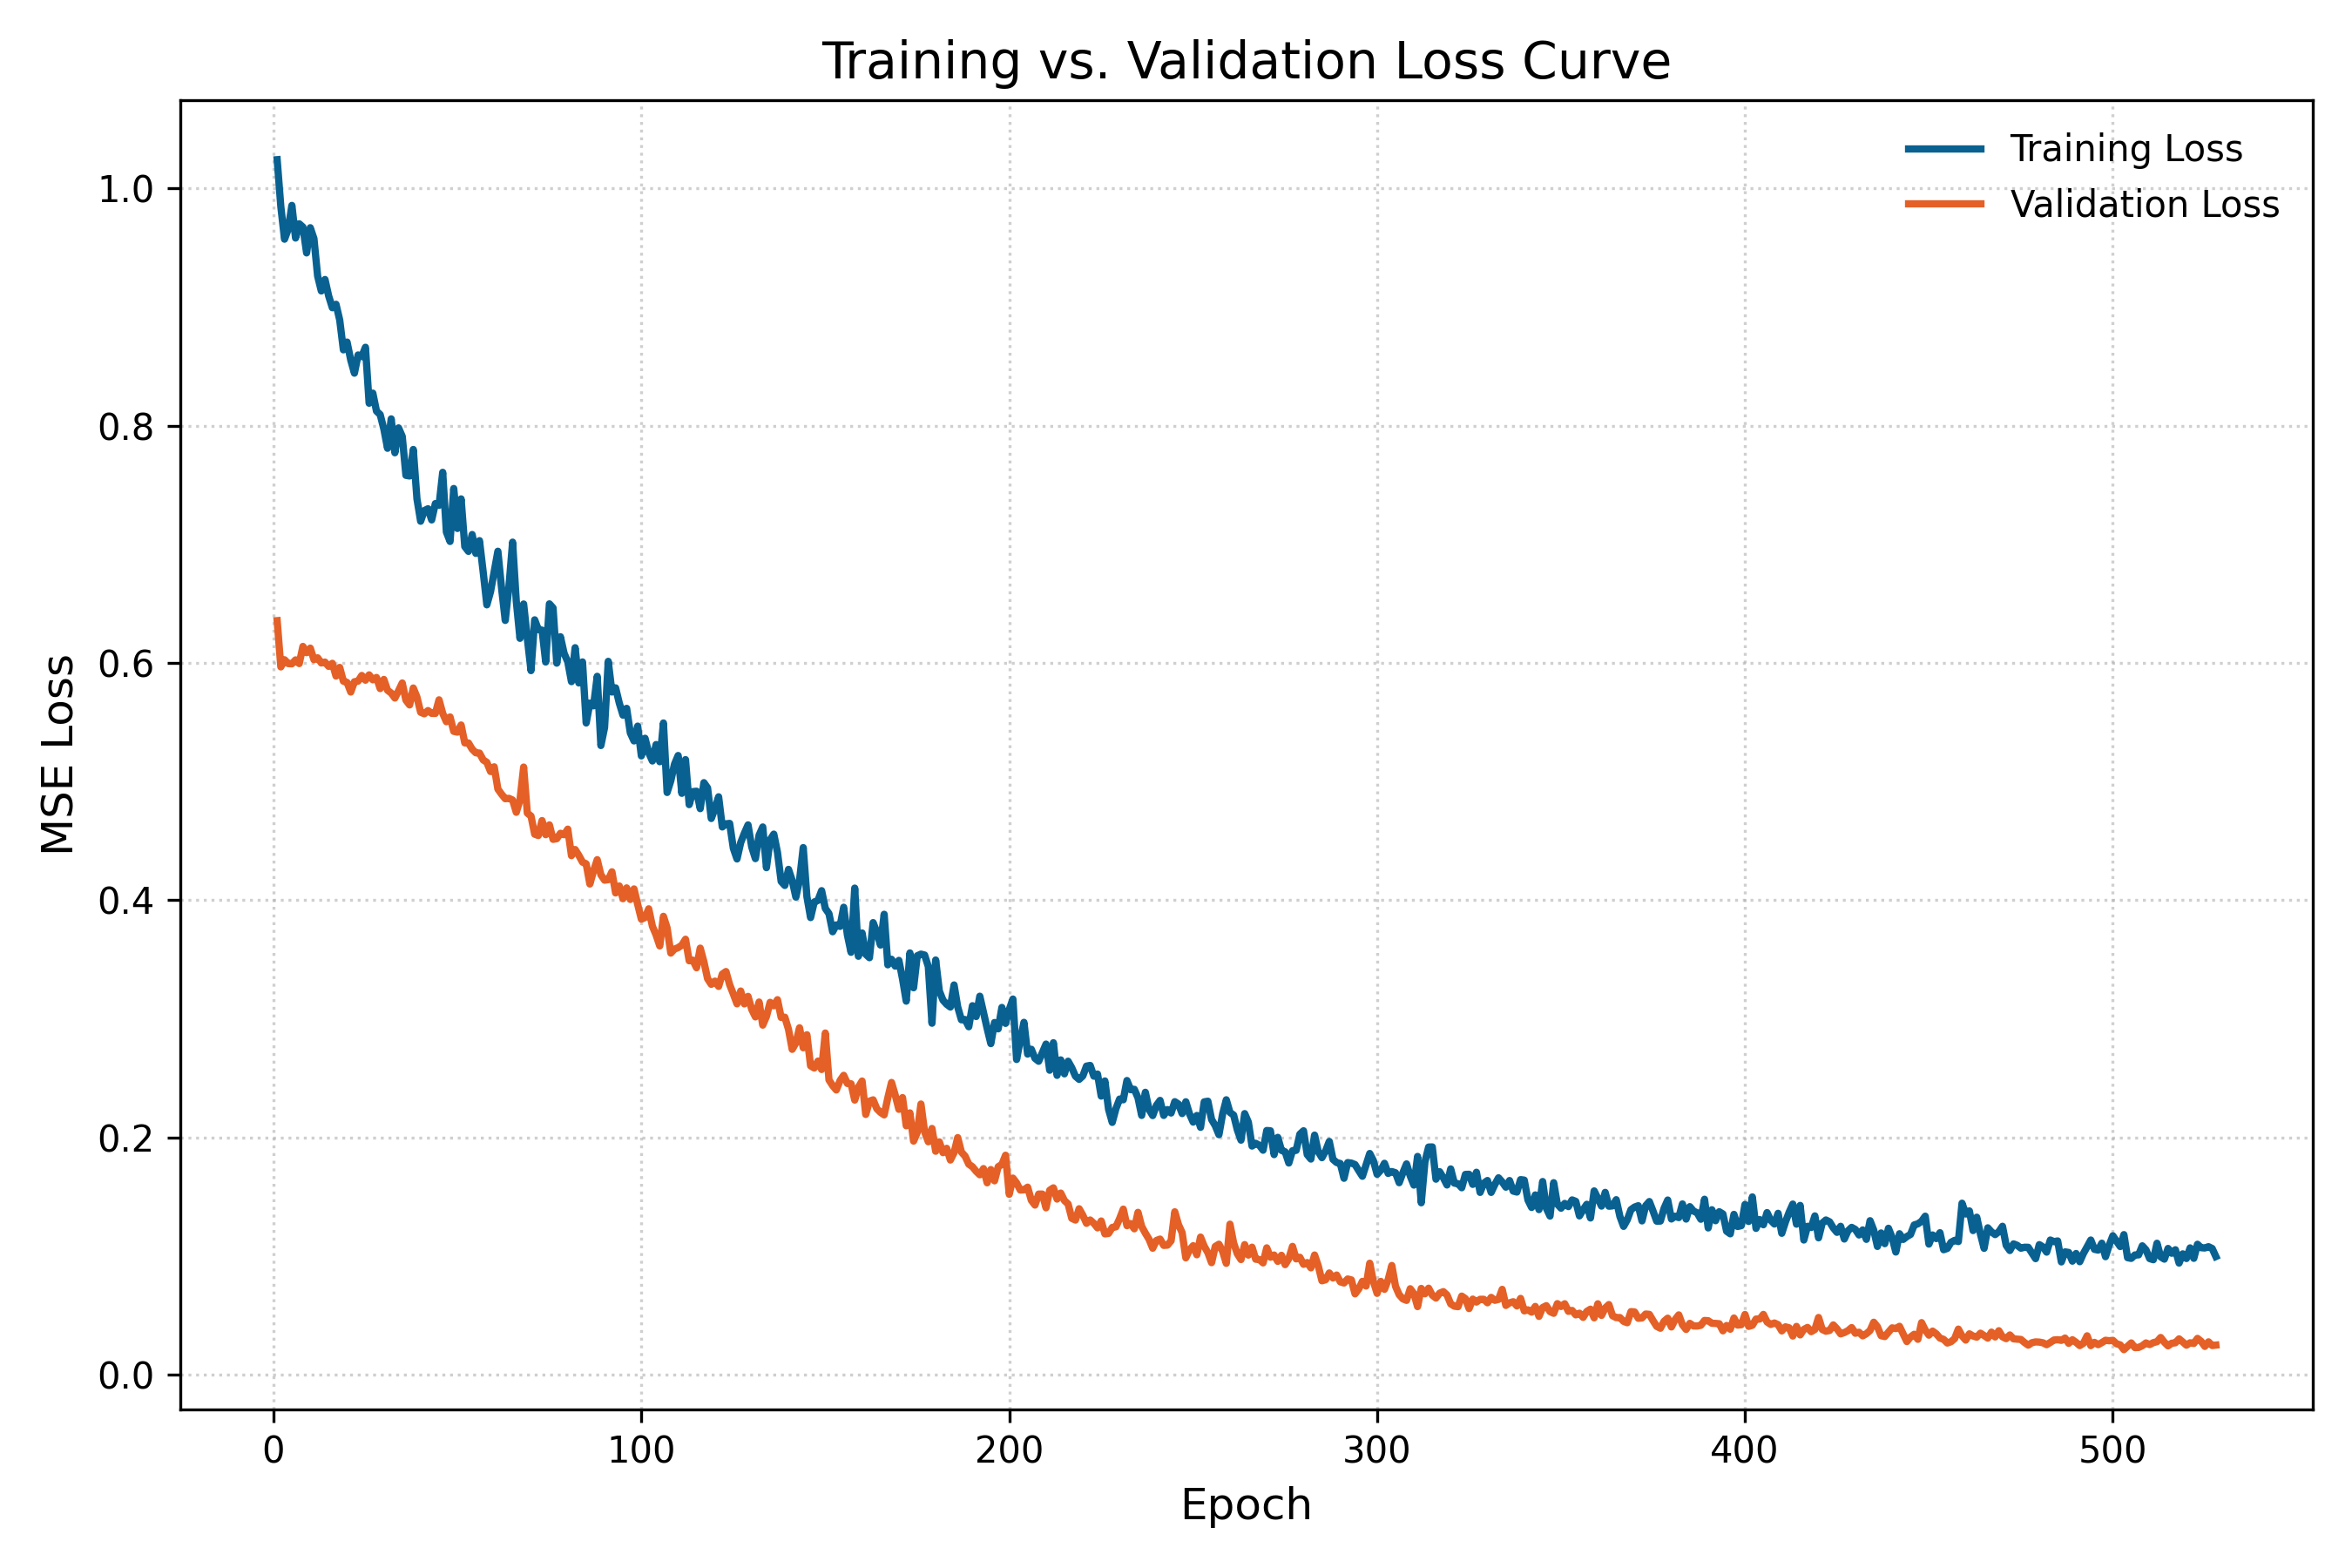 Training vs. Validation Loss Curve
Training Loss
Validation Loss
1.0
0.8
0.6
0.4
0.2
0.0
MSE Loss
0 100 200 300 400 500
Epoch